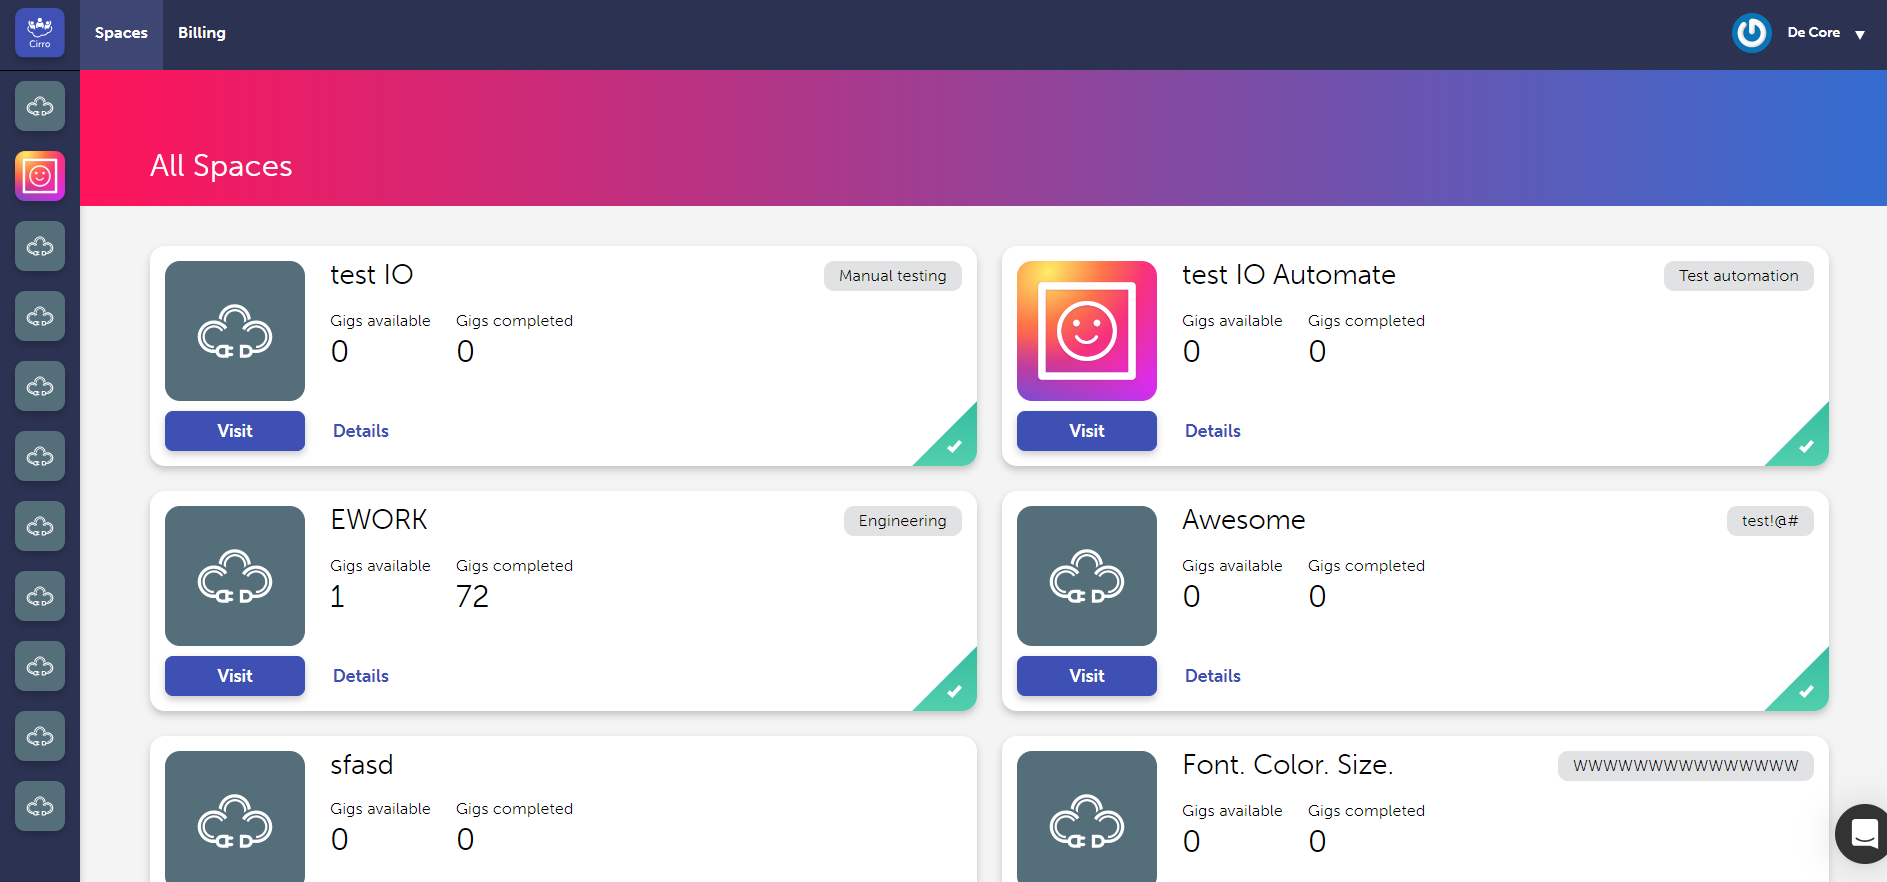 Cirro
Spaces Billing
De Core
All Spaces
test IO
Manual testing
Gigs available Gigs completed
0 0
Visit Details
test IO Automate
Test automation
Gigs available Gigs completed
0 0
Visit Details
EWORK
Engineering
Gigs available Gigs completed
1 72
Visit Details
Awesome
test!@#
Gigs available Gigs completed
0 0
Visit Details
sfasd
Gigs available Gigs completed
0 0
Font. Color. Size.
WWWWWWWWWWWWWWW
Gigs available Gigs completed
0 0